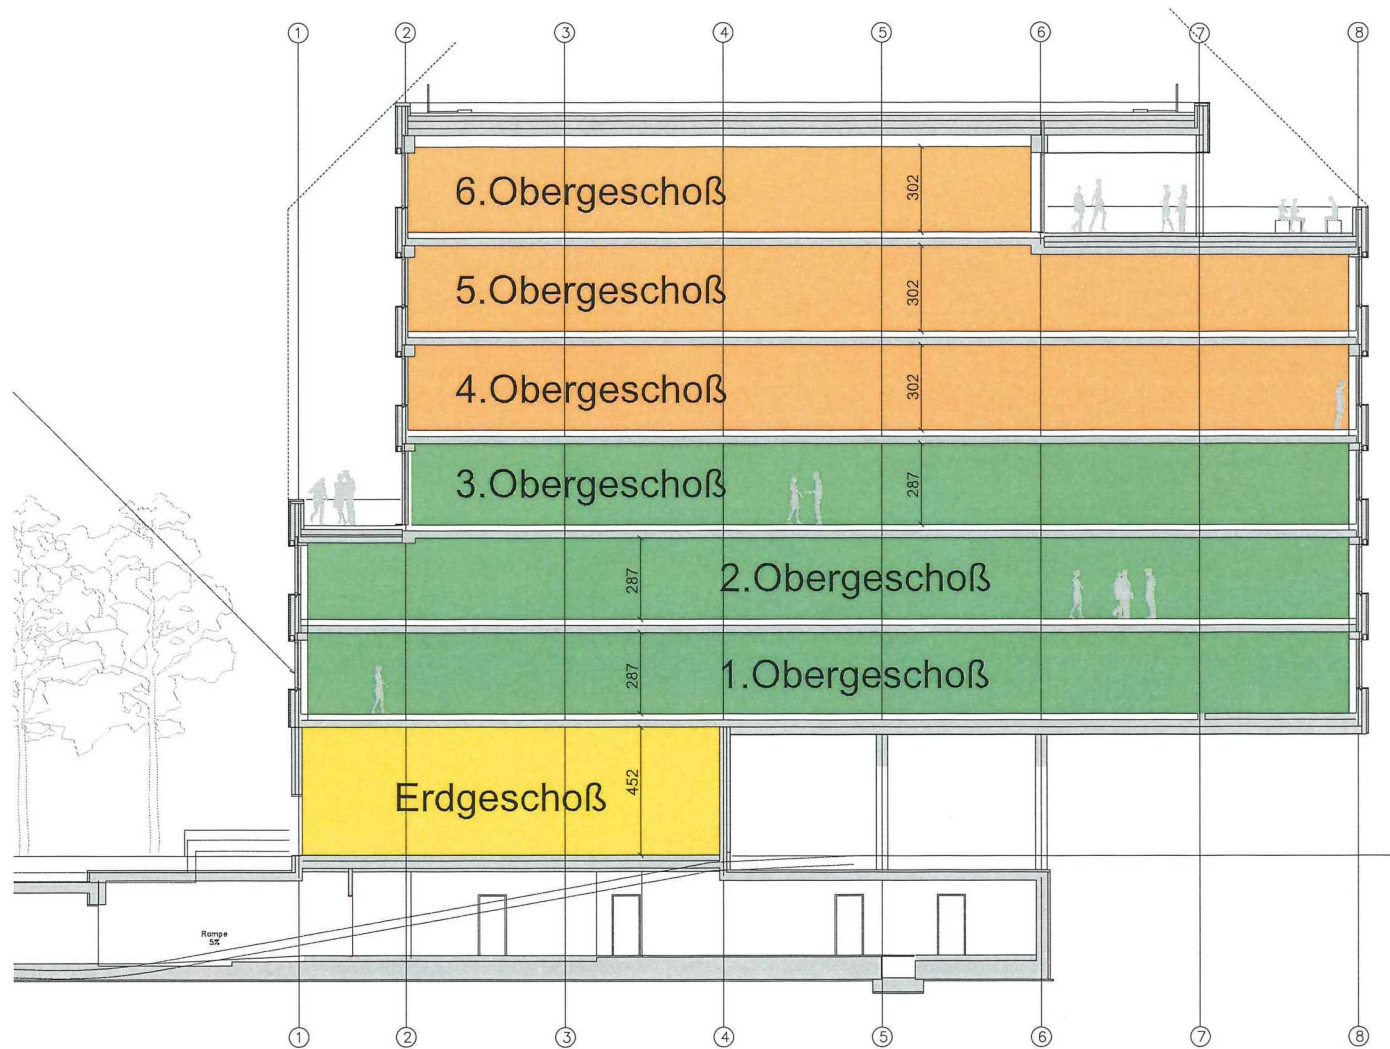 1 2 3 4 5 6 7 8
6.Obergeschoß
302
5.Obergeschoß
302
4.Obergeschoß
302
3.Obergeschoß
287
2.Obergeschoß
287
1.Obergeschoß
287
Erdgeschoß
452
Rampe
5%
1 2 3 4 5 6 7 8